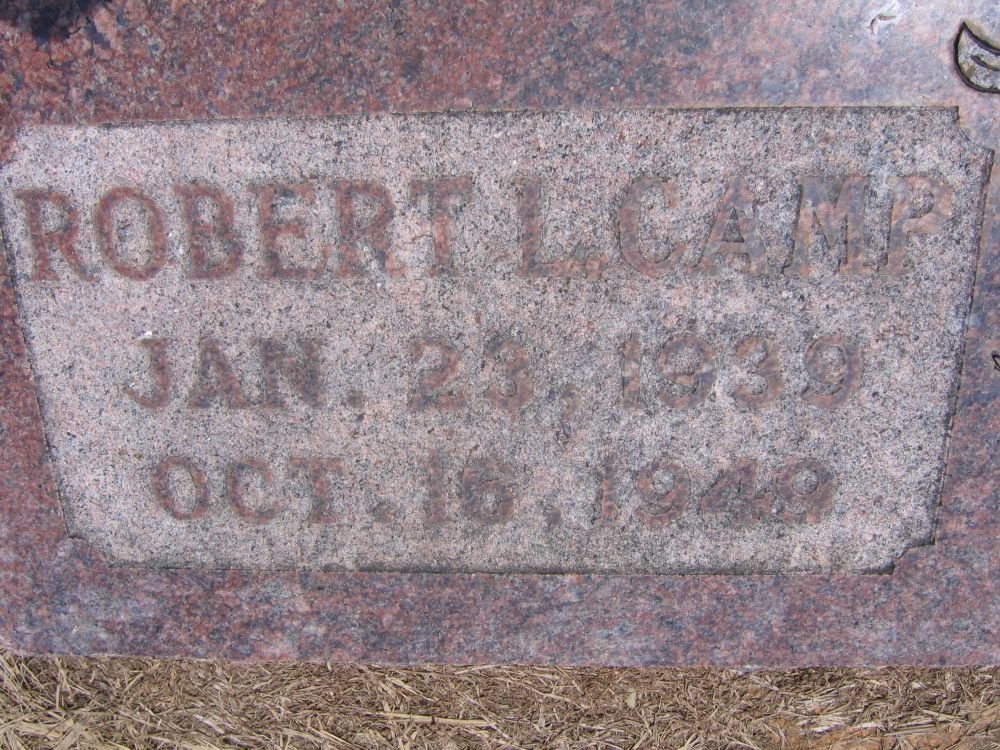 ROBERT L. CAMP
JAN. 23, 1939
OCT. 16, 1949